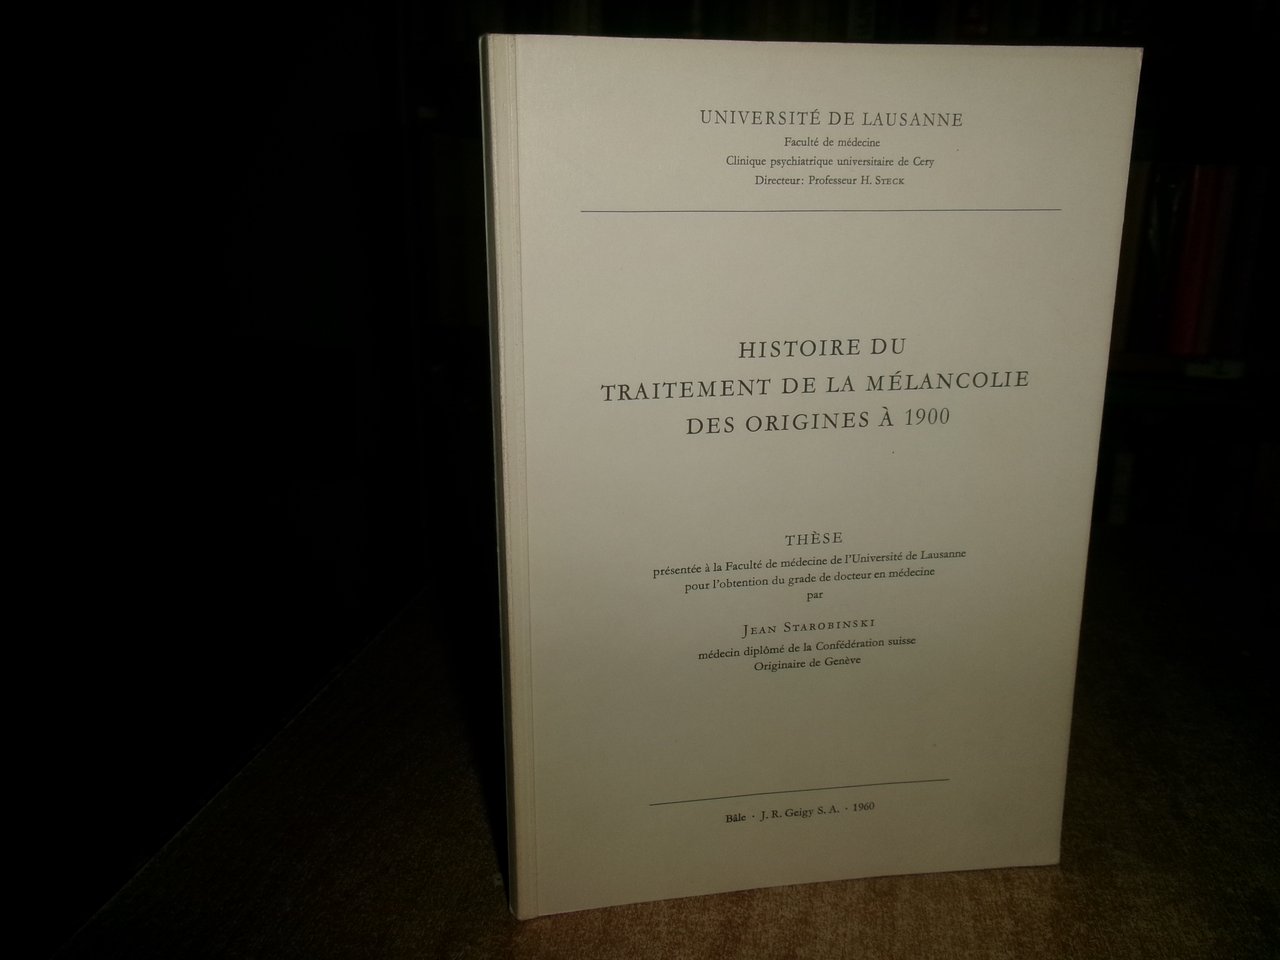 UNIVERSITÉ DE LAUSANNE
Faculté de médecine
Clinique psychiatrique universitaire de Cery
Directeur: Professeur H. STECK
HISTOIRE DU
TRAITEMENT DE LA MÉLANCOLIE
DES ORIGINES À 1900
THÈSE
présentée à la Faculté de médecine de l'Université de Lausanne
pour l'obtention du grade de docteur en médecine
par
JEAN STAROBINSKI
médecin diplômé de la Confédération suisse
Originaire de Genève
Bâle · J. R. Geigy S. A. · 1960